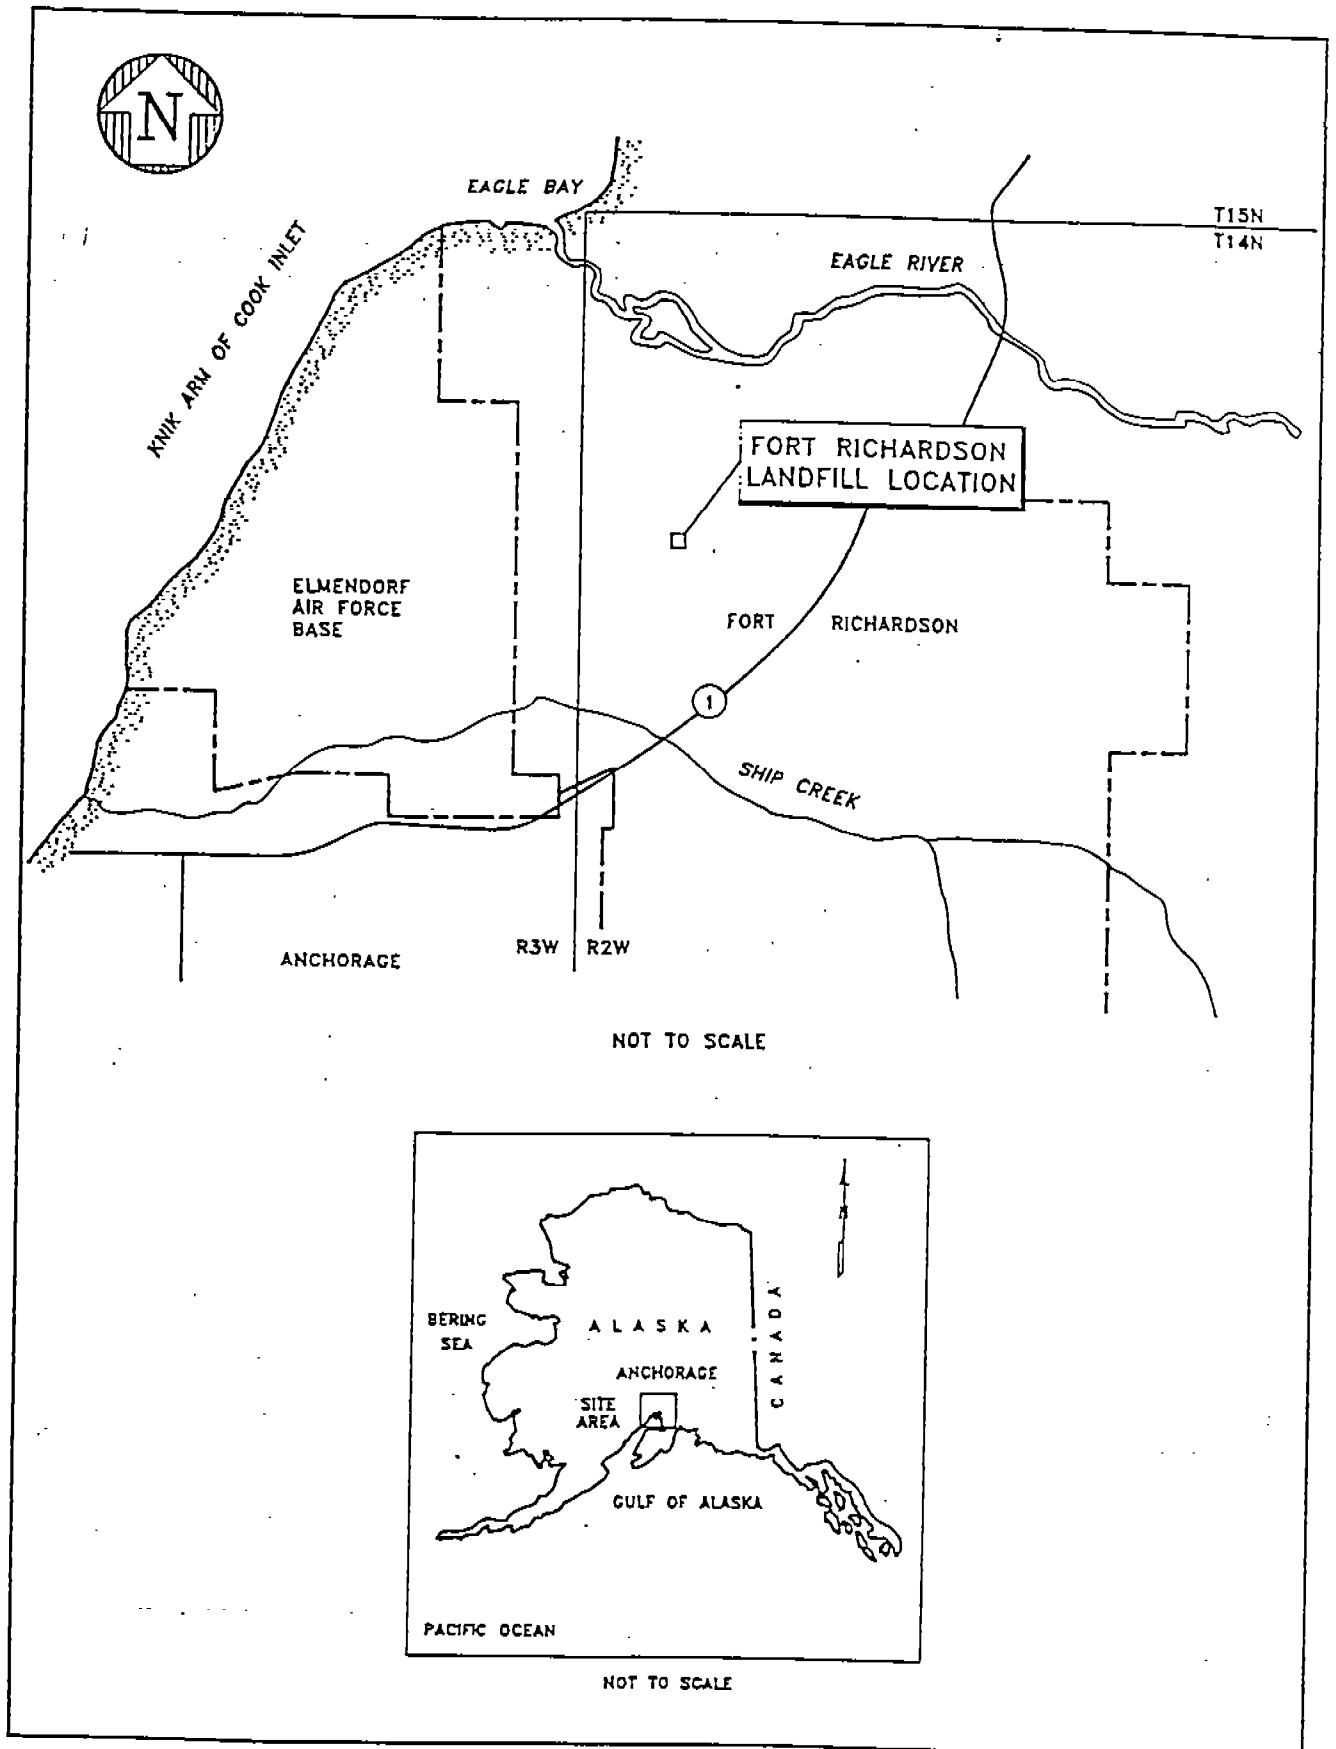 N
EAGLE BAY
T15N
T14N
KNIK ARM OF COOK INLET
EAGLE RIVER
FORT RICHARDSON
LANDFILL LOCATION
ELMENDORF
AIR FORCE
BASE
FORT RICHARDSON
1
SHIP CREEK
R3W R2W
ANCHORAGE
NOT TO SCALE
N
BERING
SEA
ALASKA
CANADA
ANCHORAGE
SITE
AREA
GULF OF ALASKA
PACIFIC OCEAN
NOT TO SCALE